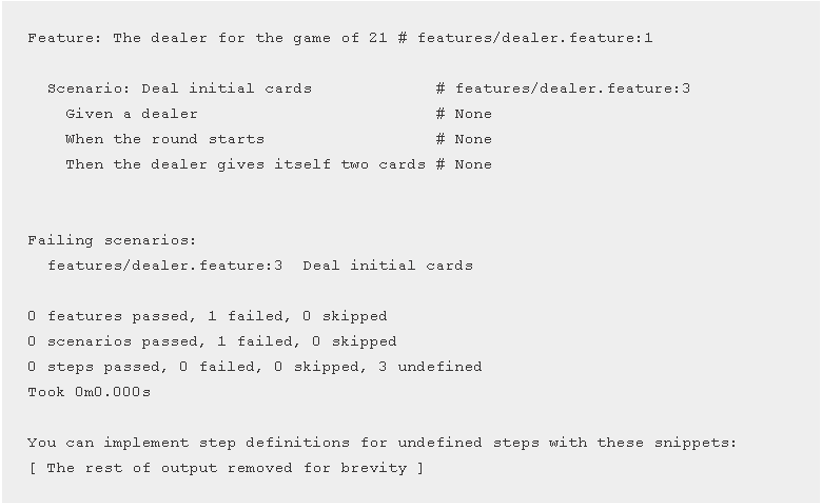 Feature: The dealer for the game of 21 # features/dealer.feature:1
Scenario: Deal initial cards # features/dealer.feature:3
Given a dealer # None
When the round starts # None
Then the dealer gives itself two cards # None
Failing scenarios:
features/dealer.feature:3 Deal initial cards
0 features passed, 1 failed, 0 skipped
0 scenarios passed, 1 failed, 0 skipped
0 steps passed, 0 failed, 0 skipped, 3 undefined
Took 0m0.000s
You can implement step definitions for undefined steps with these snippets:
[ The rest of output removed for brevity ]